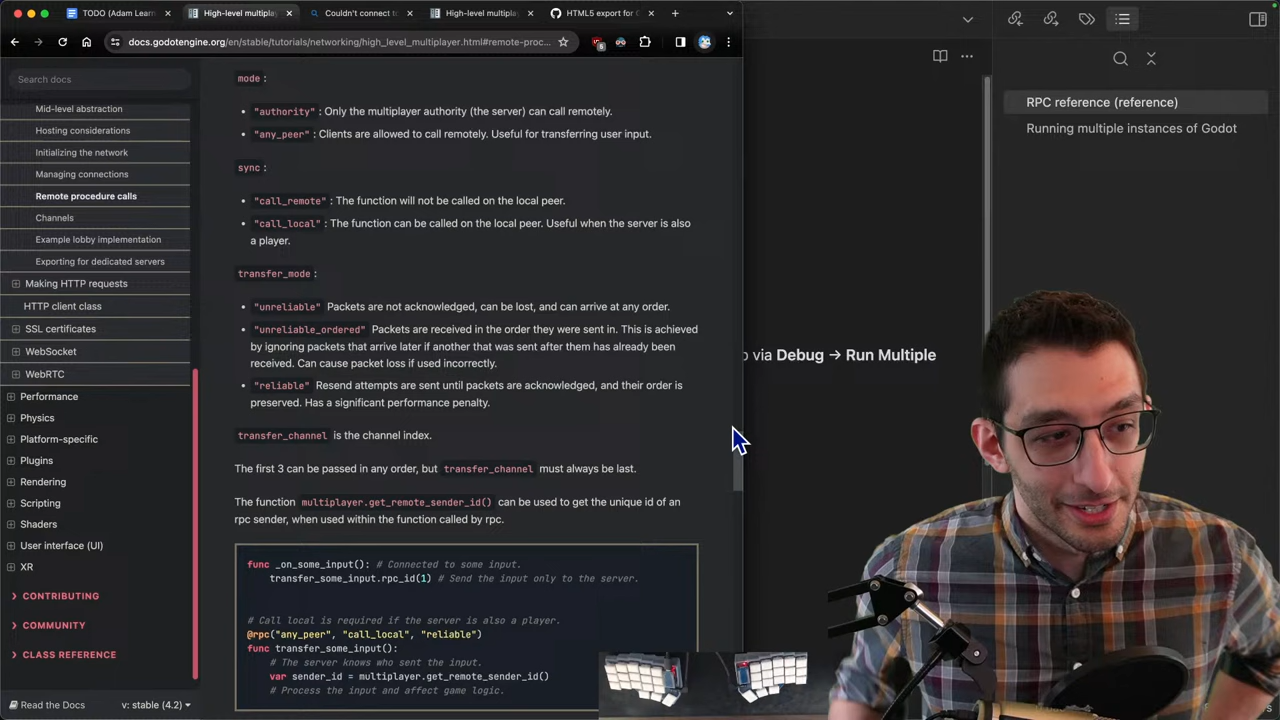 TODO (Adam Learn
High-level multiplay
Couldn't connect to
High-level multiplay
HTML5 export for G
docs.godotengine.org/en/stable/tutorials/networking/high_level_multiplayer.html#remote-proc...
Search docs
Mid-level abstraction
Hosting considerations
Initializing the network
Managing connections
Remote procedure calls
Channels
Example lobby implementation
Exporting for dedicated servers
Making HTTP requests
HTTP client class
SSL certificates
WebSocket
WebRTC
Performance
Physics
Platform-specific
Plugins
Rendering
Scripting
Shaders
User interface (UI)
XR
CONTRIBUTING
COMMUNITY
CLASS REFERENCE
Read the Docs
v: stable (4.2)
mode:
"authority": Only the multiplayer authority (the server) can call remotely.
"any_peer": Clients are allowed to call remotely. Useful for transferring user input.
sync:
"call_remote": The function will not be called on the local peer.
"call_local": The function can be called on the local peer. Useful when the server is also
a player.
transfer_mode:
"unreliable" Packets are not acknowledged, can be lost, and can arrive at any order.
"unreliable_ordered" Packets are received in the order they were sent in. This is achieved
by ignoring packets that arrive later if another that was sent after them has already been
received. Can cause packet loss if used incorrectly.
"reliable" Resend attempts are sent until packets are acknowledged, and their order is
preserved. Has a significant performance penalty.
transfer_channel is the channel index.
The first 3 can be passed in any order, but transfer_channel must always be last.
The function multiplayer.get_remote_sender_id() can be used to get the unique id of an
rpc sender, when used within the function called by rpc.
func _on_some_input(): # Connected to some input.
transfer_some_input.rpc_id(1) # Send the input only to the server.
# Call local is required if the server is also a player.
@rpc("any_peer", "call_local", "reliable")
func transfer_some_input():
# The server knows who sent the input.
var sender_id = multiplayer.get_remote_sender_id()
# Process the input and affect game logic.
p via Debug → Run Multiple
RPC reference (reference)
Running multiple instances of Godot